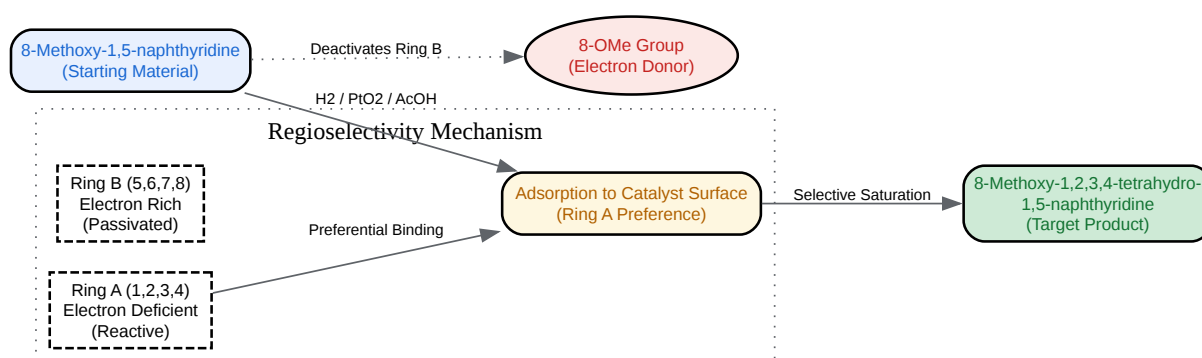 8-Methoxy-1,5-naphthyridine
(Starting Material)
Deactivates Ring B
8-OMe Group
(Electron Donor)
H2 / PtO2 / AcOH
Regioselectivity Mechanism
Ring B (5,6,7,8)
Electron Rich
(Passivated)
Adsorption to Catalyst Surface
(Ring A Preference)
Selective Saturation
8-Methoxy-1,2,3,4-tetrahydro-
1,5-naphthyridine
(Target Product)
Preferential Binding
Ring A (1,2,3,4)
Electron Deficient
(Reactive)